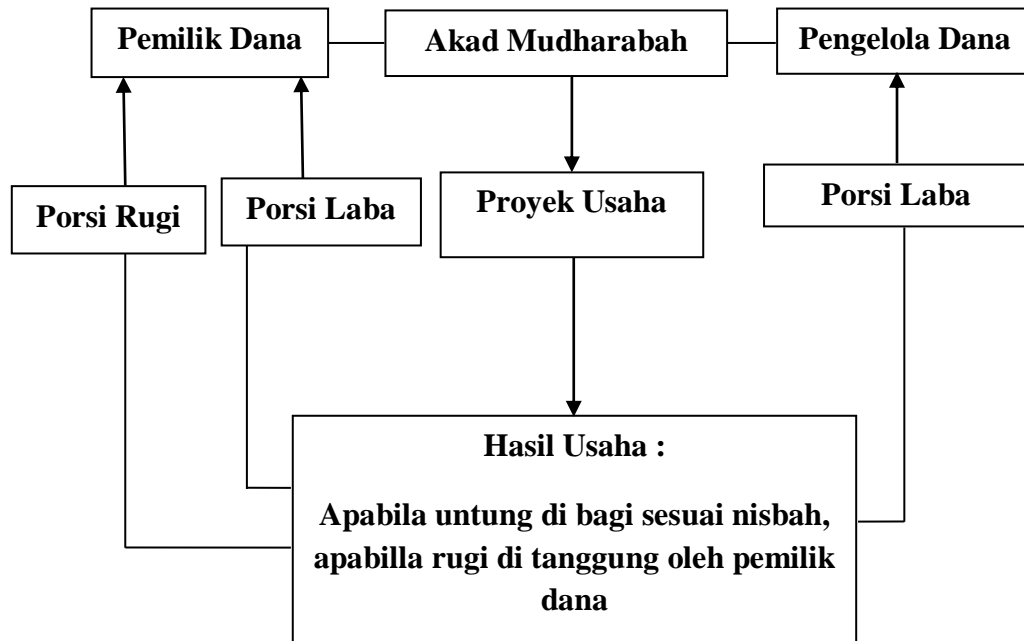 Pemilik Dana
Akad Mudharabah
Pengelola Dana
Porsi Rugi
Porsi Laba
Proyek Usaha
Porsi Laba
Hasil Usaha :
Apabila untung di bagi sesuai nisbah,
apabilla rugi di tanggung oleh pemilik
dana